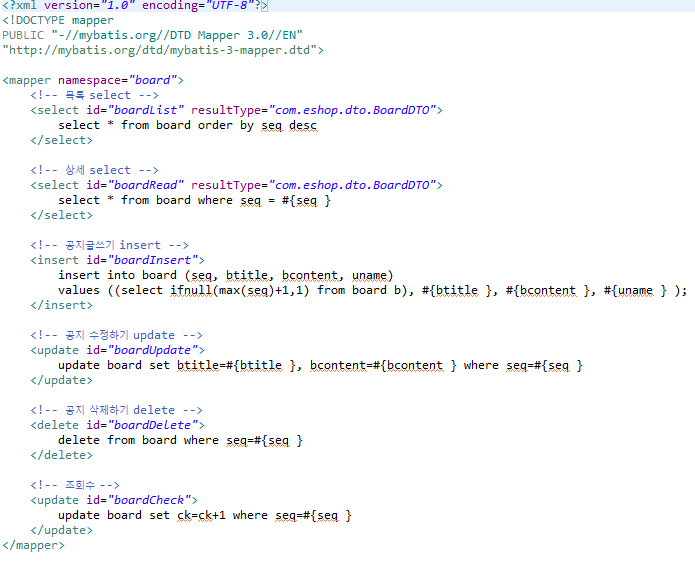 <?xml version="1.0" encoding="UTF-8"?>
<!DOCTYPE mapper
PUBLIC "-//mybatis.org//DTD Mapper 3.0//EN"
"http://mybatis.org/dtd/mybatis-3-mapper.dtd">

<mapper namespace="board">
    <!-- 목록 select -->
    <select id="boardList" resultType="com.eshop.dto.BoardDTO">
        select * from board order by seq desc
    </select>

    <!-- 상세 select -->
    <select id="boardRead" resultType="com.eshop.dto.BoardDTO">
        select * from board where seq = #{seq }
    </select>

    <!-- 공지글쓰기 insert -->
    <insert id="boardInsert">
        insert into board (seq, btitle, bcontent, uname)
        values ((select ifnull(max(seq)+1,1) from board b), #{btitle }, #{bcontent }, #{uname } );
    </insert>

    <!-- 공지 수정하기 update -->
    <update id="boardUpdate">
        update board set btitle=#{btitle }, bcontent=#{bcontent } where seq=#{seq }
    </update>

    <!-- 공지 삭제하기 delete -->
    <delete id="boardDelete">
        delete from board where seq=#{seq }
    </delete>

    <!-- 조회수 -->
    <update id="boardCheck">
        update board set ck=ck+1 where seq=#{seq }
    </update>
</mapper>